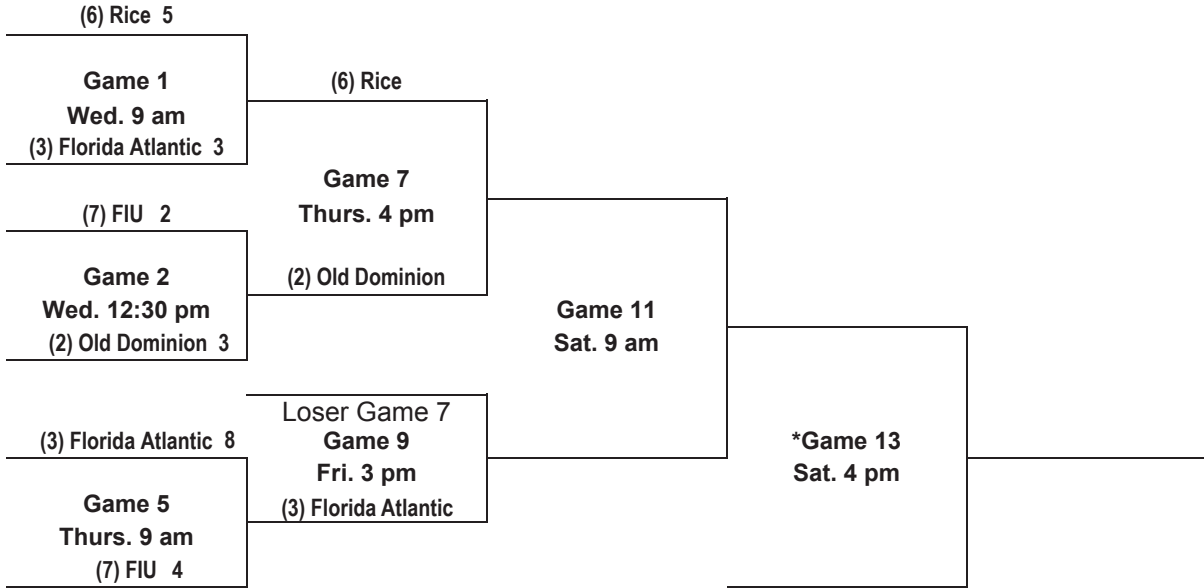 (6) Rice 5
Game 1
Wed. 9 am
(3) Florida Atlantic 3
(6) Rice
Game 7
Thurs. 4 pm
(2) Old Dominion
(7) FIU 2
Game 2
Wed. 12:30 pm
(2) Old Dominion 3
Game 11
Sat. 9 am
Loser Game 7
Game 9
Fri. 3 pm
(3) Florida Atlantic
(3) Florida Atlantic 8
Game 5
Thurs. 9 am
(7) FIU 4
*Game 13
Sat. 4 pm